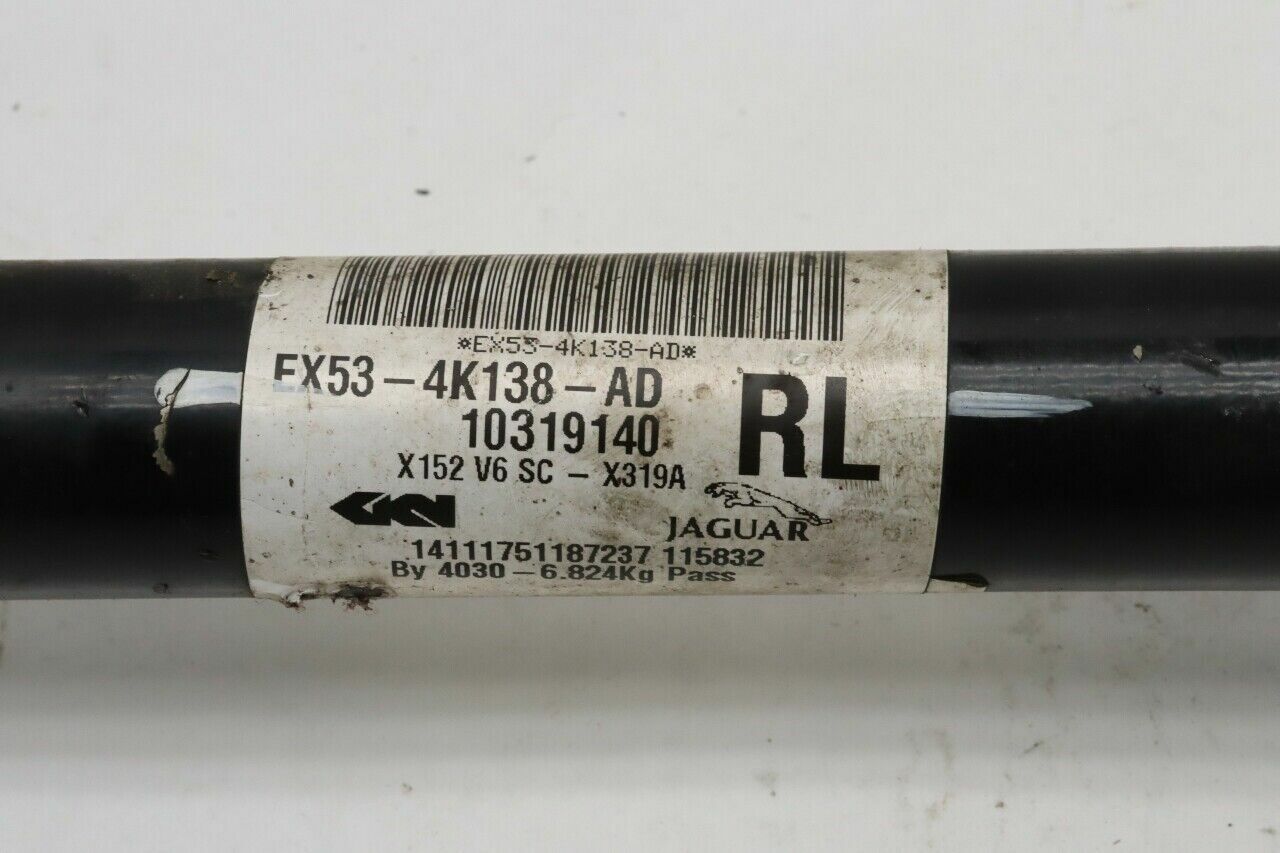 *EX53-4K138-AD*
EX53-4K138-AD
10319140
RL
X152 V6 SC - X319A
GKN
JAGUAR
14111751187237 115832
By 4030-6.824Kg Pass